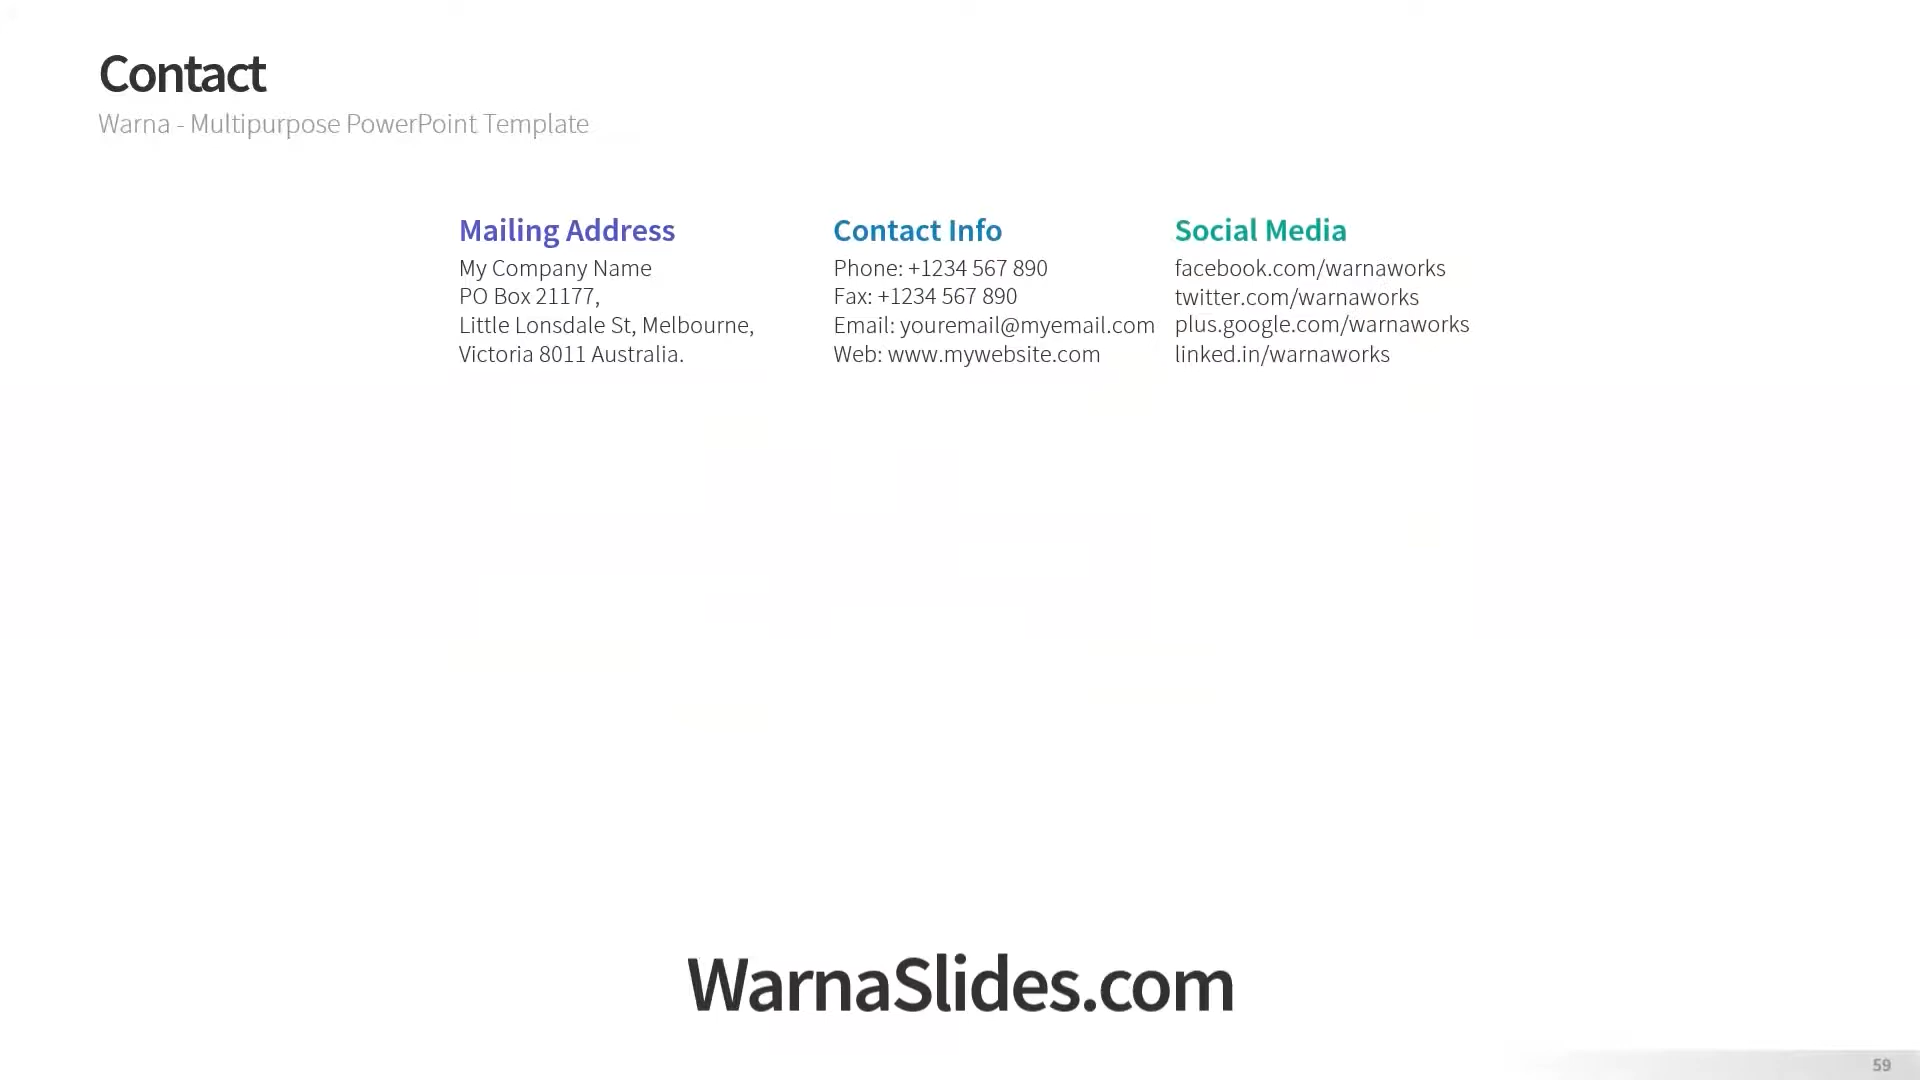 Contact
Warna - Multipurpose PowerPoint Template
Mailing Address
My Company Name
PO Box 21177,
Little Lonsdale St, Melbourne,
Victoria 8011 Australia.
Contact Info
Phone: +1234 567 890
Fax: +1234 567 890
Email: youremail@myemail.com
Web: www.mywebsite.com
Social Media
facebook.com/warnaworks
twitter.com/warnaworks
plus.google.com/warnaworks
linked.in/warnaworks
WarnaSlides.com
59